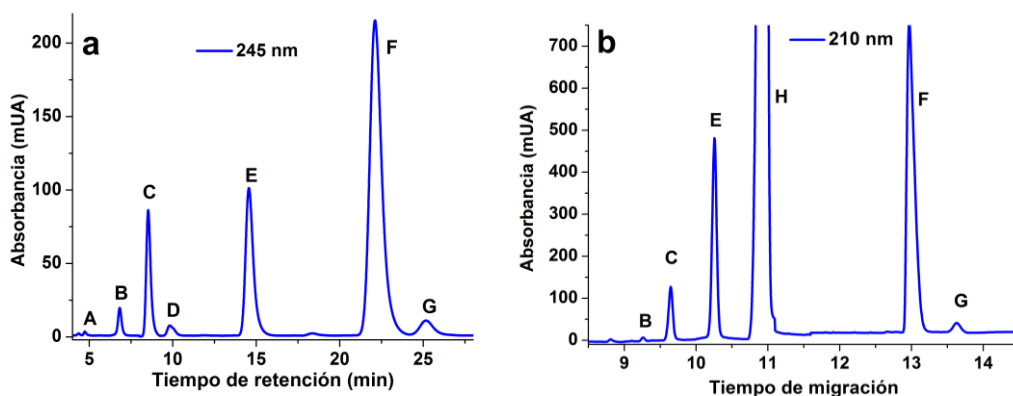 a
245 nm
200
150
100
50
0
Absorbancia (mUA)
A
B
C
D
E
F
G
5 10 15 20 25
Tiempo de retención (min)
b
210 nm
700
600
500
400
300
200
100
0
Absorbancia (mUA)
B
C
E
H
F
G
9 10 11 12 13 14
Tiempo de migración